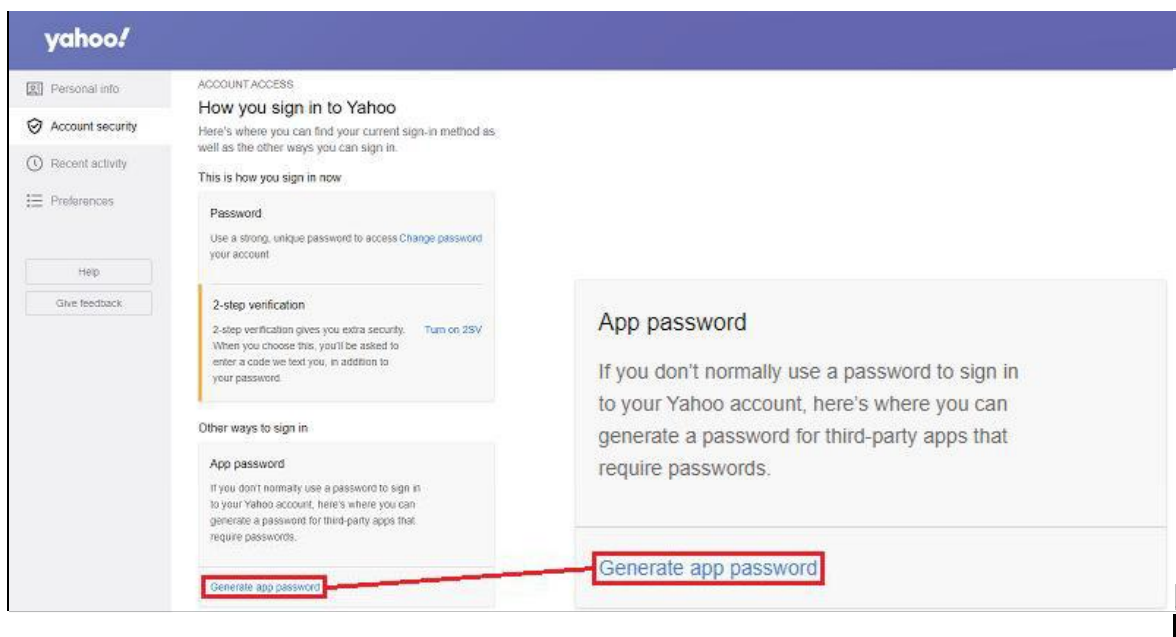 yahoo!
Personal info
Account security
Recent activity
Preferences
Help
Give feedback
ACCOUNT ACCESS
How you sign in to Yahoo
Here's where you can find your current sign-in method as
well as the other ways you can sign in.
This is how you sign in now
Password
Use a strong, unique password to access Change password
your account
2-step verification
2-step verification gives you extra security. Turn on 2SV
When you choose this, you'll be asked to
enter a code we text you, in addition to
your password.
Other ways to sign in
App password
If you don't normally use a password to sign in
to your Yahoo account, here's where you can
generate a password for third-party apps that
require passwords.
Generate app password
App password
If you don't normally use a password to sign in
to your Yahoo account, here's where you can
generate a password for third-party apps that
require passwords.
Generate app password